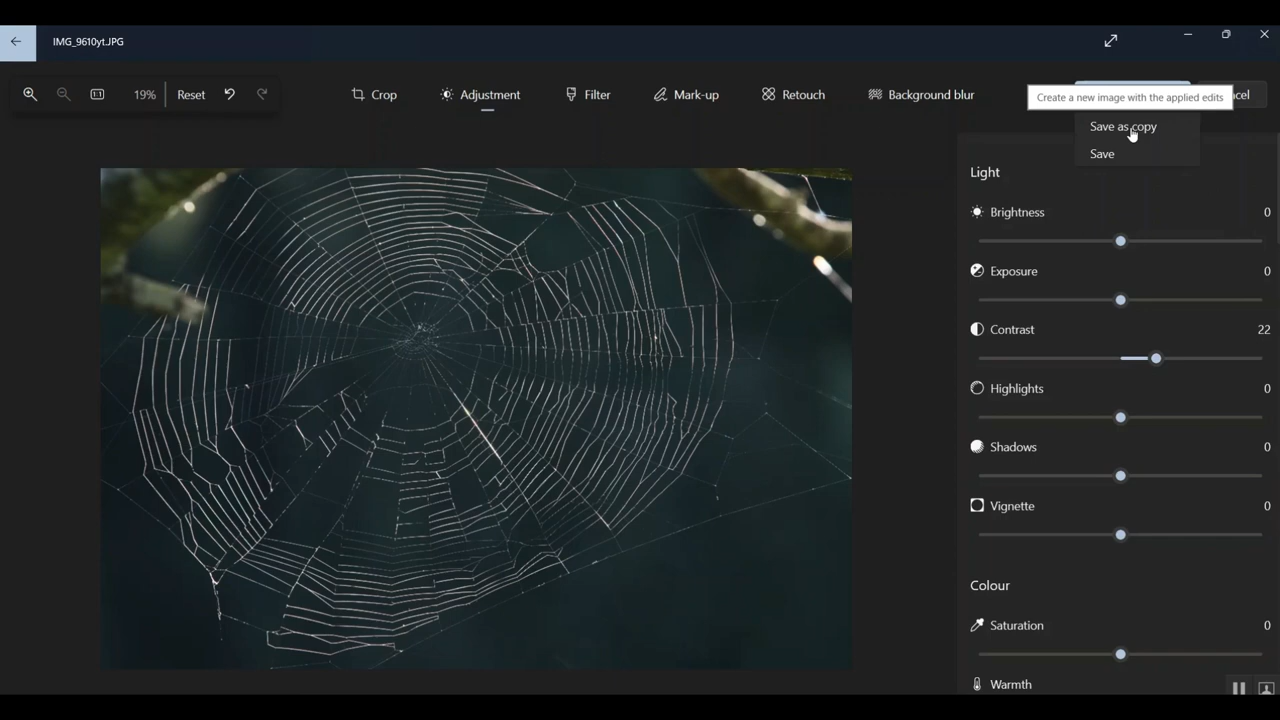 IMG_9610yt.JPG
19%
Reset
Crop
Adjustment
Filter
Mark-up
Retouch
Background blur
Create a new image with the applied edits
Save as copy
Save
Light
Brightness 0
Exposure 0
Contrast 22
Highlights 0
Shadows 0
Vignette 0
Colour
Saturation 0
Warmth